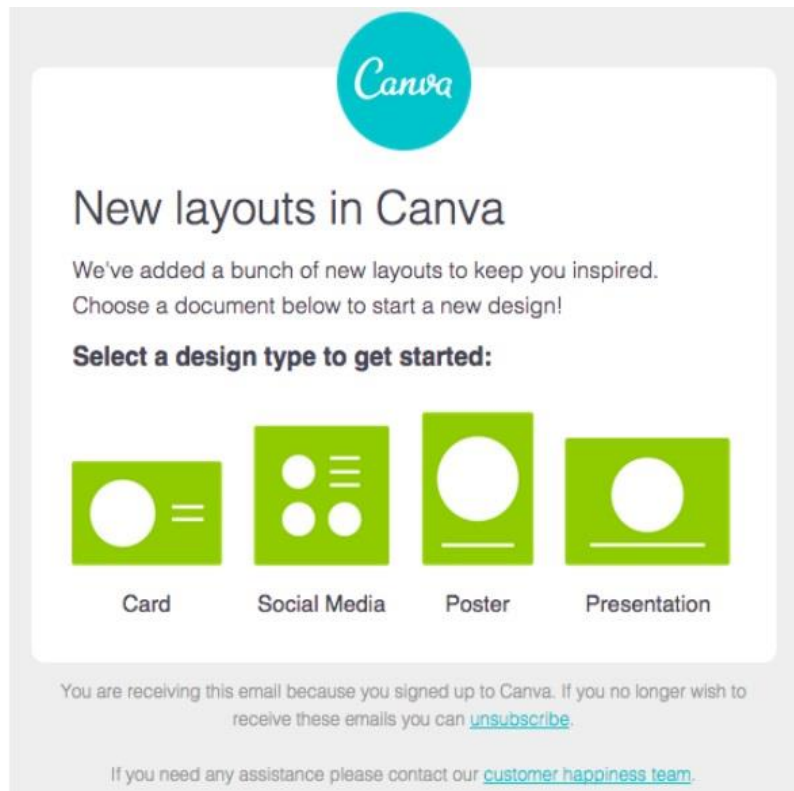 Canva
New layouts in Canva
We've added a bunch of new layouts to keep you inspired.
Choose a document below to start a new design!
Select a design type to get started:
Card Social Media Poster Presentation
You are receiving this email because you signed up to Canva. If you no longer wish to
receive these emails you can unsubscribe.
If you need any assistance please contact our customer happiness team.